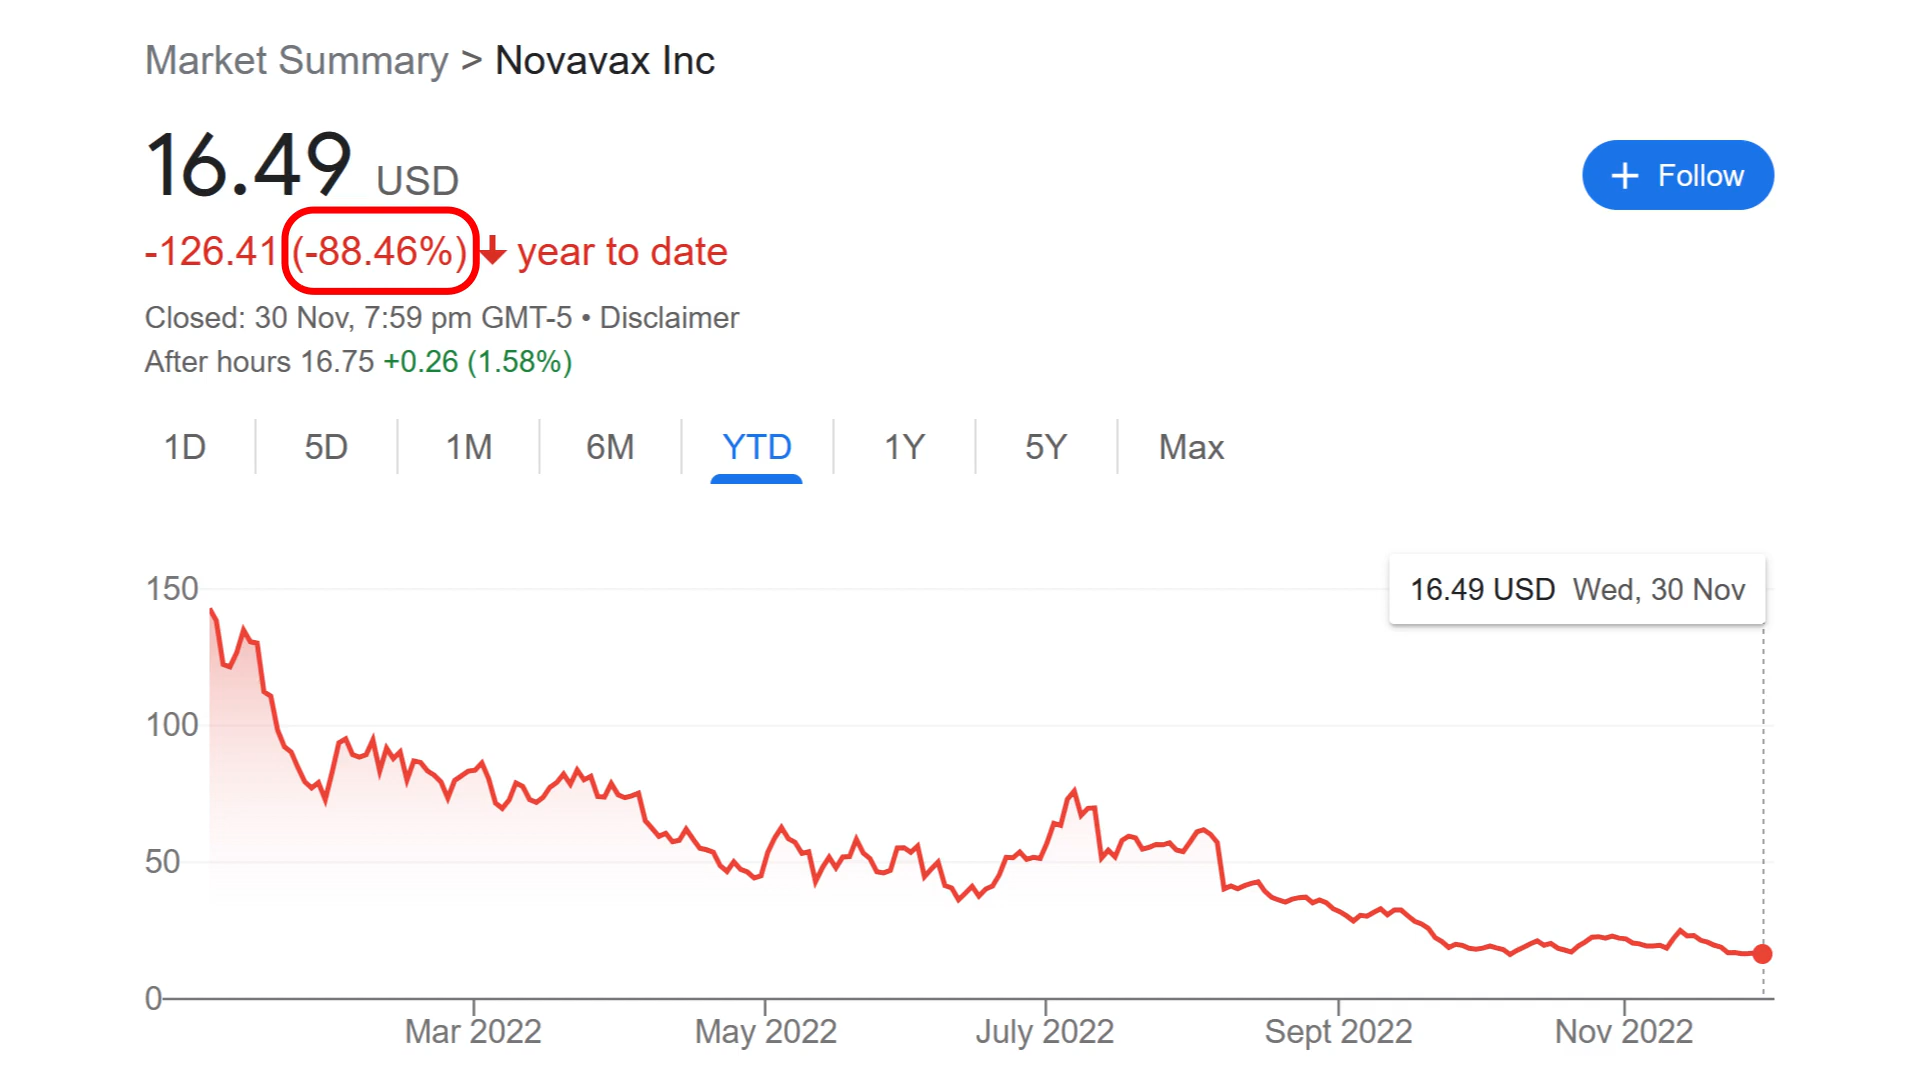 Market Summary > Novavax Inc
16.49 USD
+ Follow
-126.41 (-88.46%) ↓ year to date
Closed: 30 Nov, 7:59 pm GMT-5 • Disclaimer
After hours 16.75 +0.26 (1.58%)
1D 5D 1M 6M YTD 1Y 5Y Max
16.49 USD Wed, 30 Nov
150
100
50
0
Mar 2022 May 2022 July 2022 Sept 2022 Nov 2022